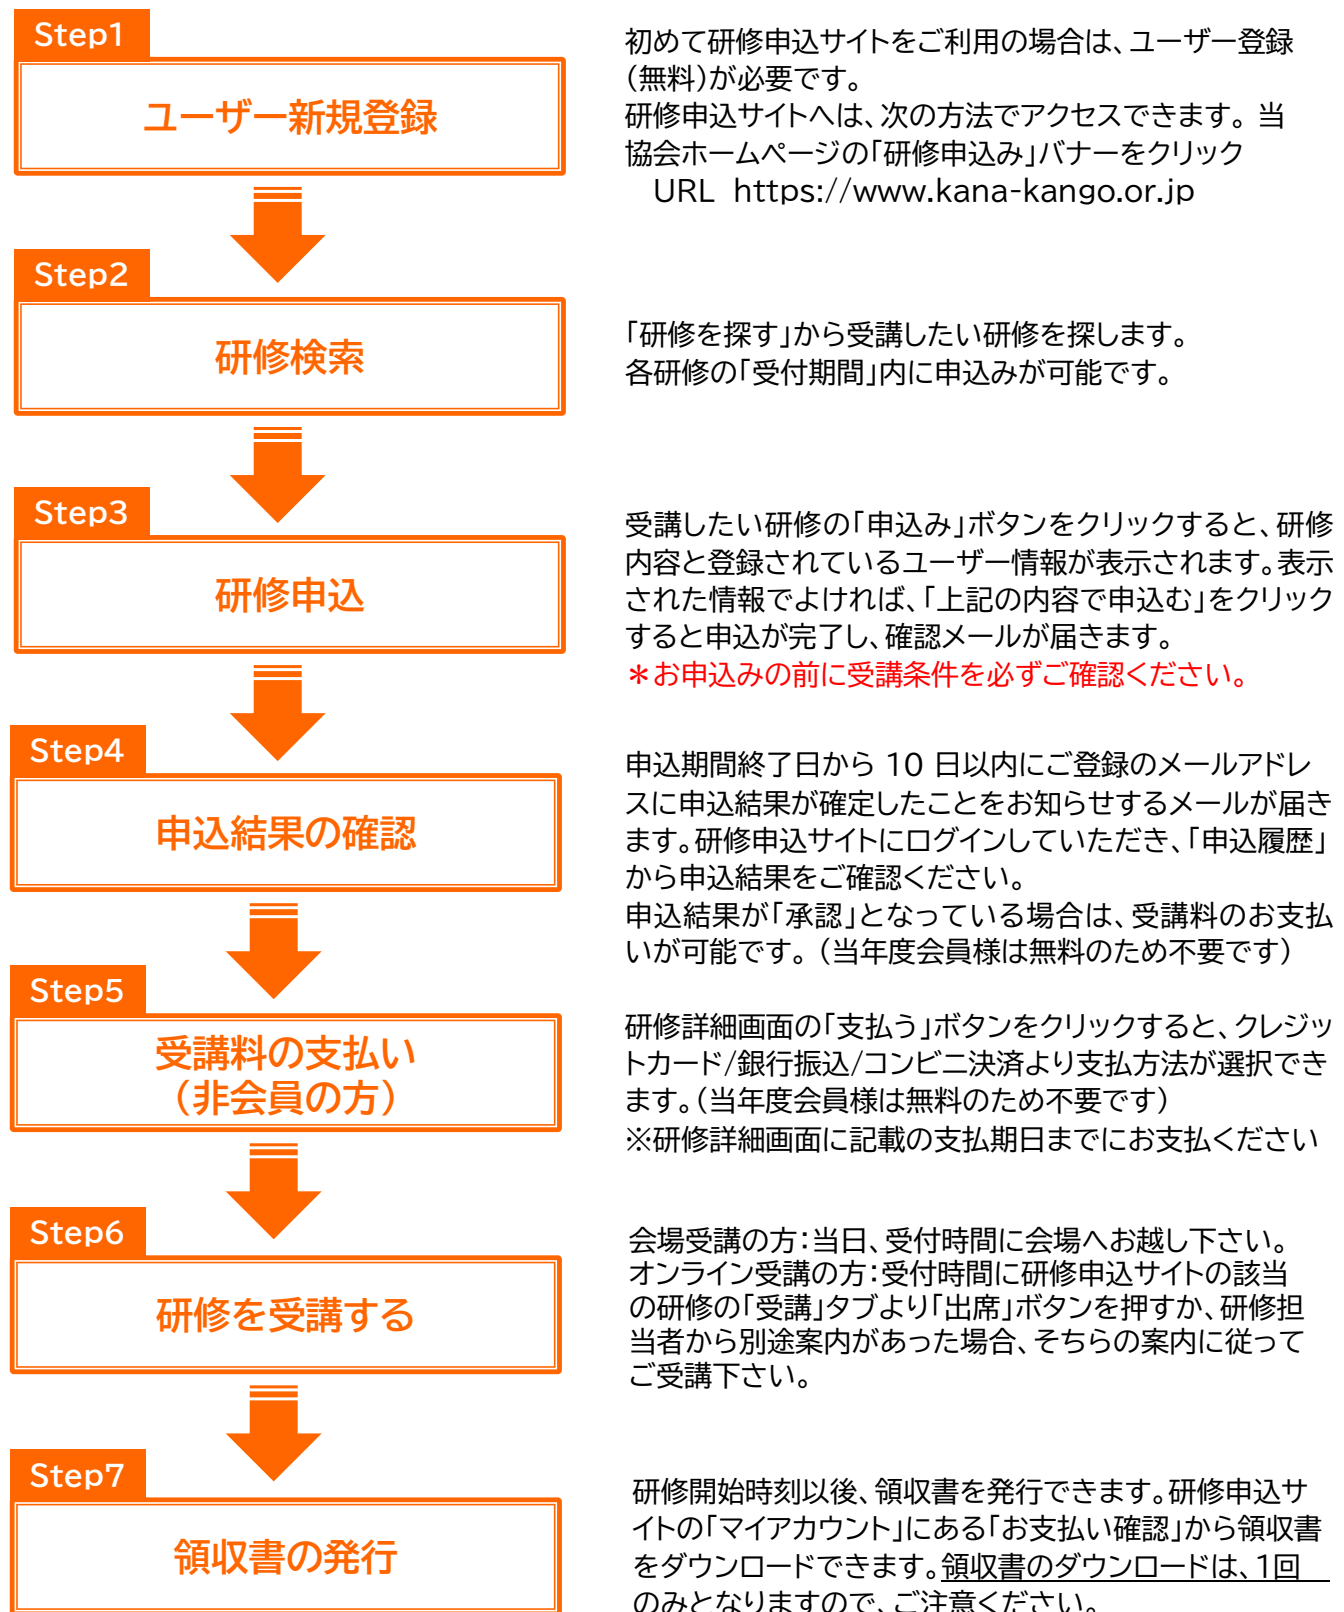 Step1
ユーザー新規登録
初めて研修申込サイトをご利用の場合は、ユーザー登録
（無料）が必要です。
研修申込サイトへは、次の方法でアクセスできます。当
協会ホームページの「研修申込み」バナーをクリック
URL https://www.kana-kango.or.jp
Step2
研修検索
「研修を探す」から受講したい研修を探します。
各研修の「受付期間」内に申込みが可能です。
Step3
研修申込
受講したい研修の「申込み」ボタンをクリックすると、研修
内容と登録されているユーザー情報が表示されます。表示
された情報でよければ、「上記の内容で申込む」をクリック
すると申込が完了し、確認メールが届きます。
＊お申込みの前に受講条件を必ずご確認ください。
Step4
申込結果の確認
申込期間終了日から 10 日以内にご登録のメールアドレ
スに申込結果が確定したことをお知らせするメールが届き
ます。研修申込サイトにログインしていただき、「申込履歴」
から申込結果をご確認ください。
申込結果が「承認」となっている場合は、受講料のお支払
いが可能です。（当年度会員様は無料のため不要です）
Step5
受講料の支払い
（非会員の方）
研修詳細画面の「支払う」ボタンをクリックすると、クレジッ
トカード/銀行振込/コンビニ決済より支払方法が選択でき
ます。（当年度会員様は無料のため不要です）
※研修詳細画面に記載の支払期日までにお支払ください
Step6
研修を受講する
会場受講の方：当日、受付時間に会場へお越し下さい。
オンライン受講の方：受付時間に研修申込サイトの該当
の研修の「受講」タブより「出席」ボタンを押すか、研修担
当者から別途案内があった場合、そちらの案内に従って
ご受講下さい。
Step7
領収書の発行
研修開始時刻以後、領収書を発行できます。研修申込サ
イトの「マイアカウント」にある「お支払い確認」から領収書
をダウンロードできます。領収書のダウンロードは、1回
のみとなりますので、ご注意ください。